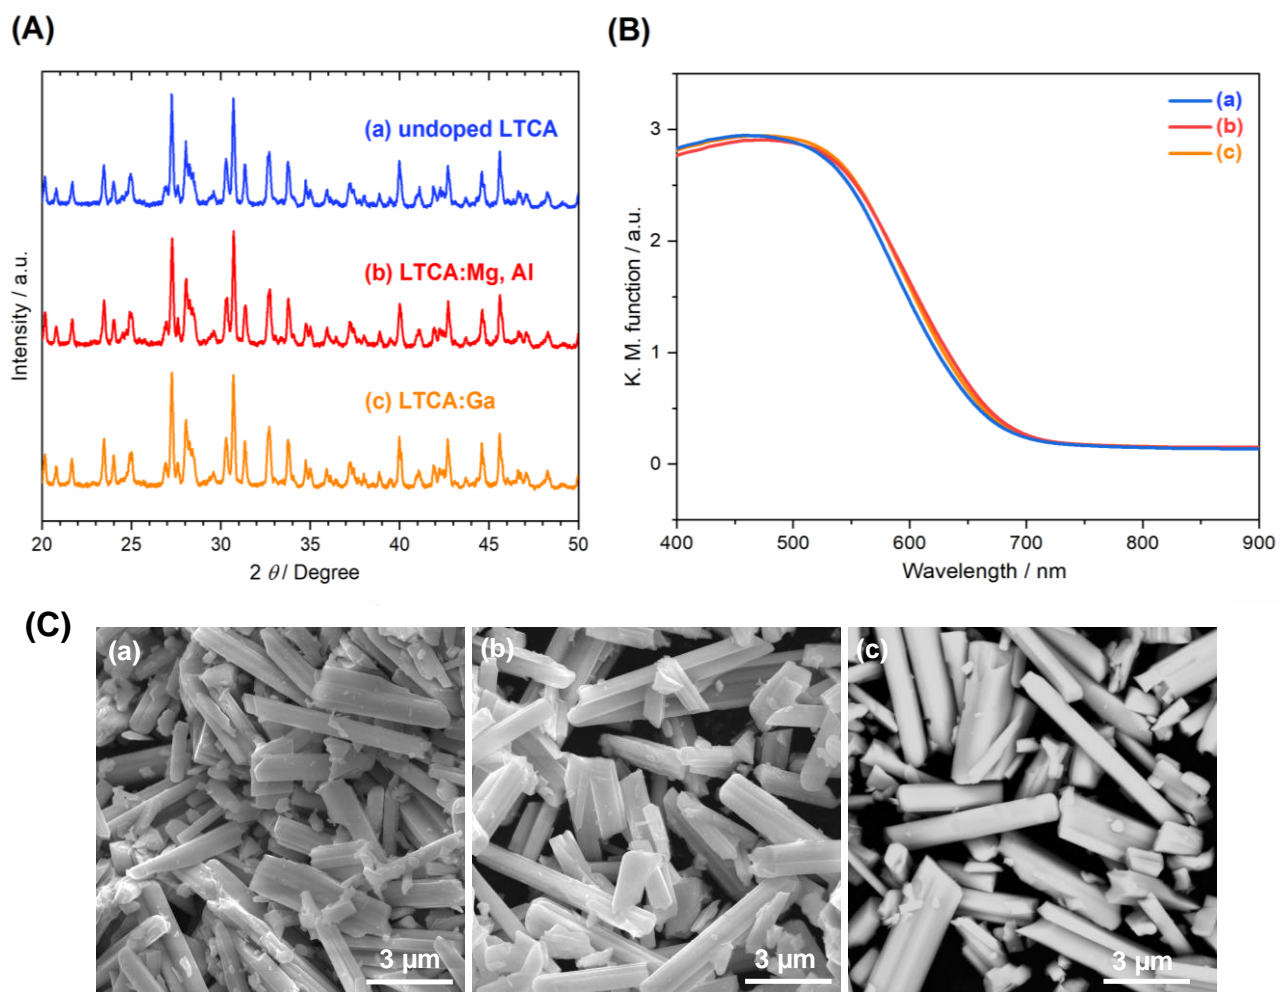 (A)
(a) undoped LTCA
(b) LTCA:Mg, Al
(c) LTCA:Ga
Intensity / a.u.
20 25 30 35 40 45 50
2 θ / Degree
(B)
(a)
(b)
(c)
3
2
1
0
K. M. function / a.u.
400 500 600 700 800 900
Wavelength / nm
(C)
(a)
3 µm
(b)
3 µm
(c)
3 µm